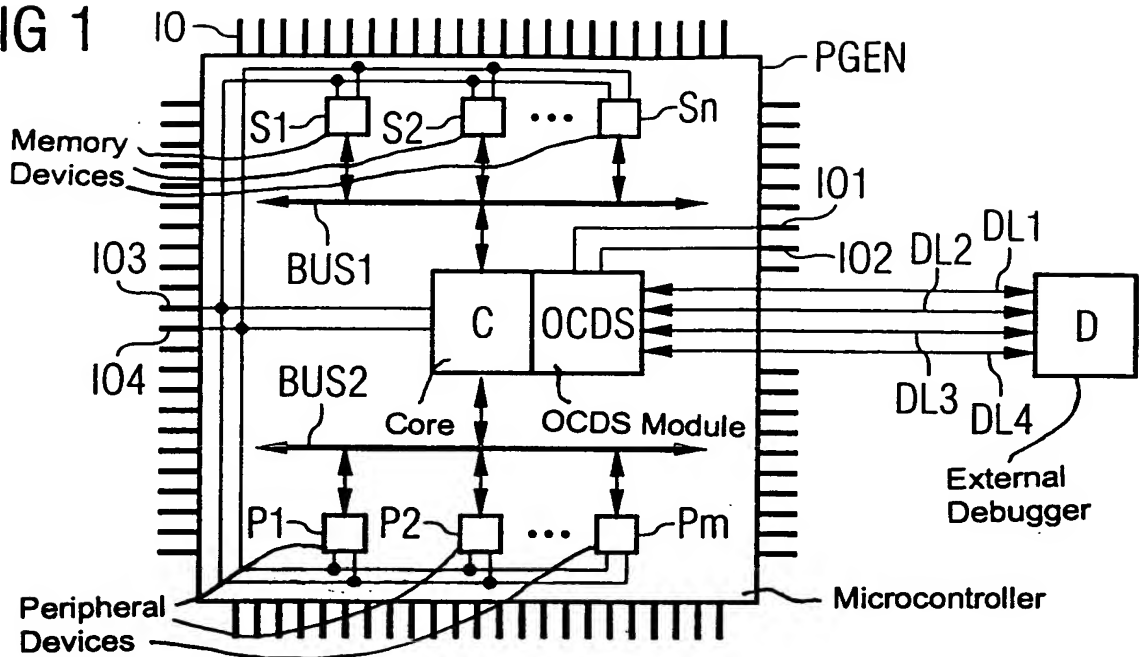 IG 1
IO
PGEN
S1
S2
...
Sn
Memory
Devices
BUS1
IO1
IO2
DL2
DL1
IO3
IO4
C
OCDS
D
BUS2
Core
OCDS Module
DL3
DL4
External
Debugger
P1
P2
...
Pm
Peripheral
Devices
Microcontroller